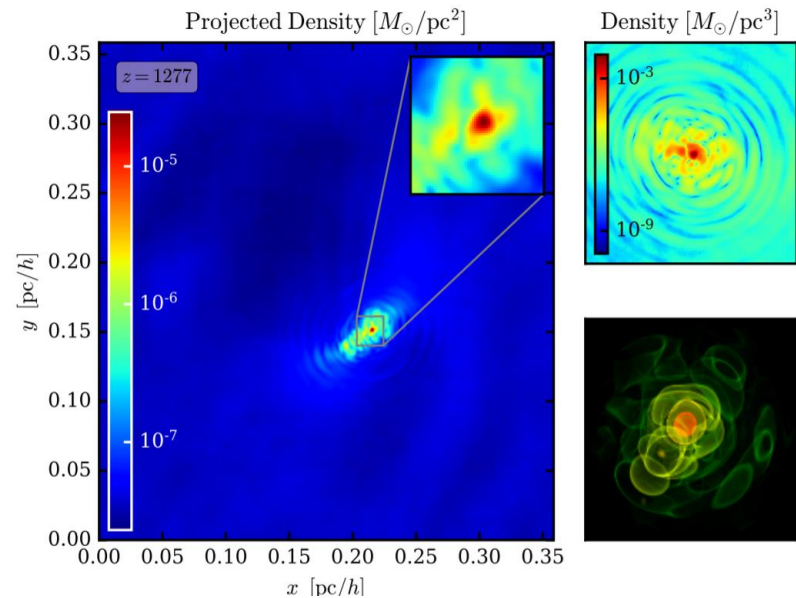 Projected Density [M⊙/pc²]
Density [M⊙/pc³]
z = 1277
10⁻⁵
10⁻⁶
10⁻⁷
10⁻³
10⁻⁹
0.35
0.30
0.25
0.20
0.15
0.10
0.05
0.00
y [pc/h]
0.00 0.05 0.10 0.15 0.20 0.25 0.30 0.35
x [pc/h]